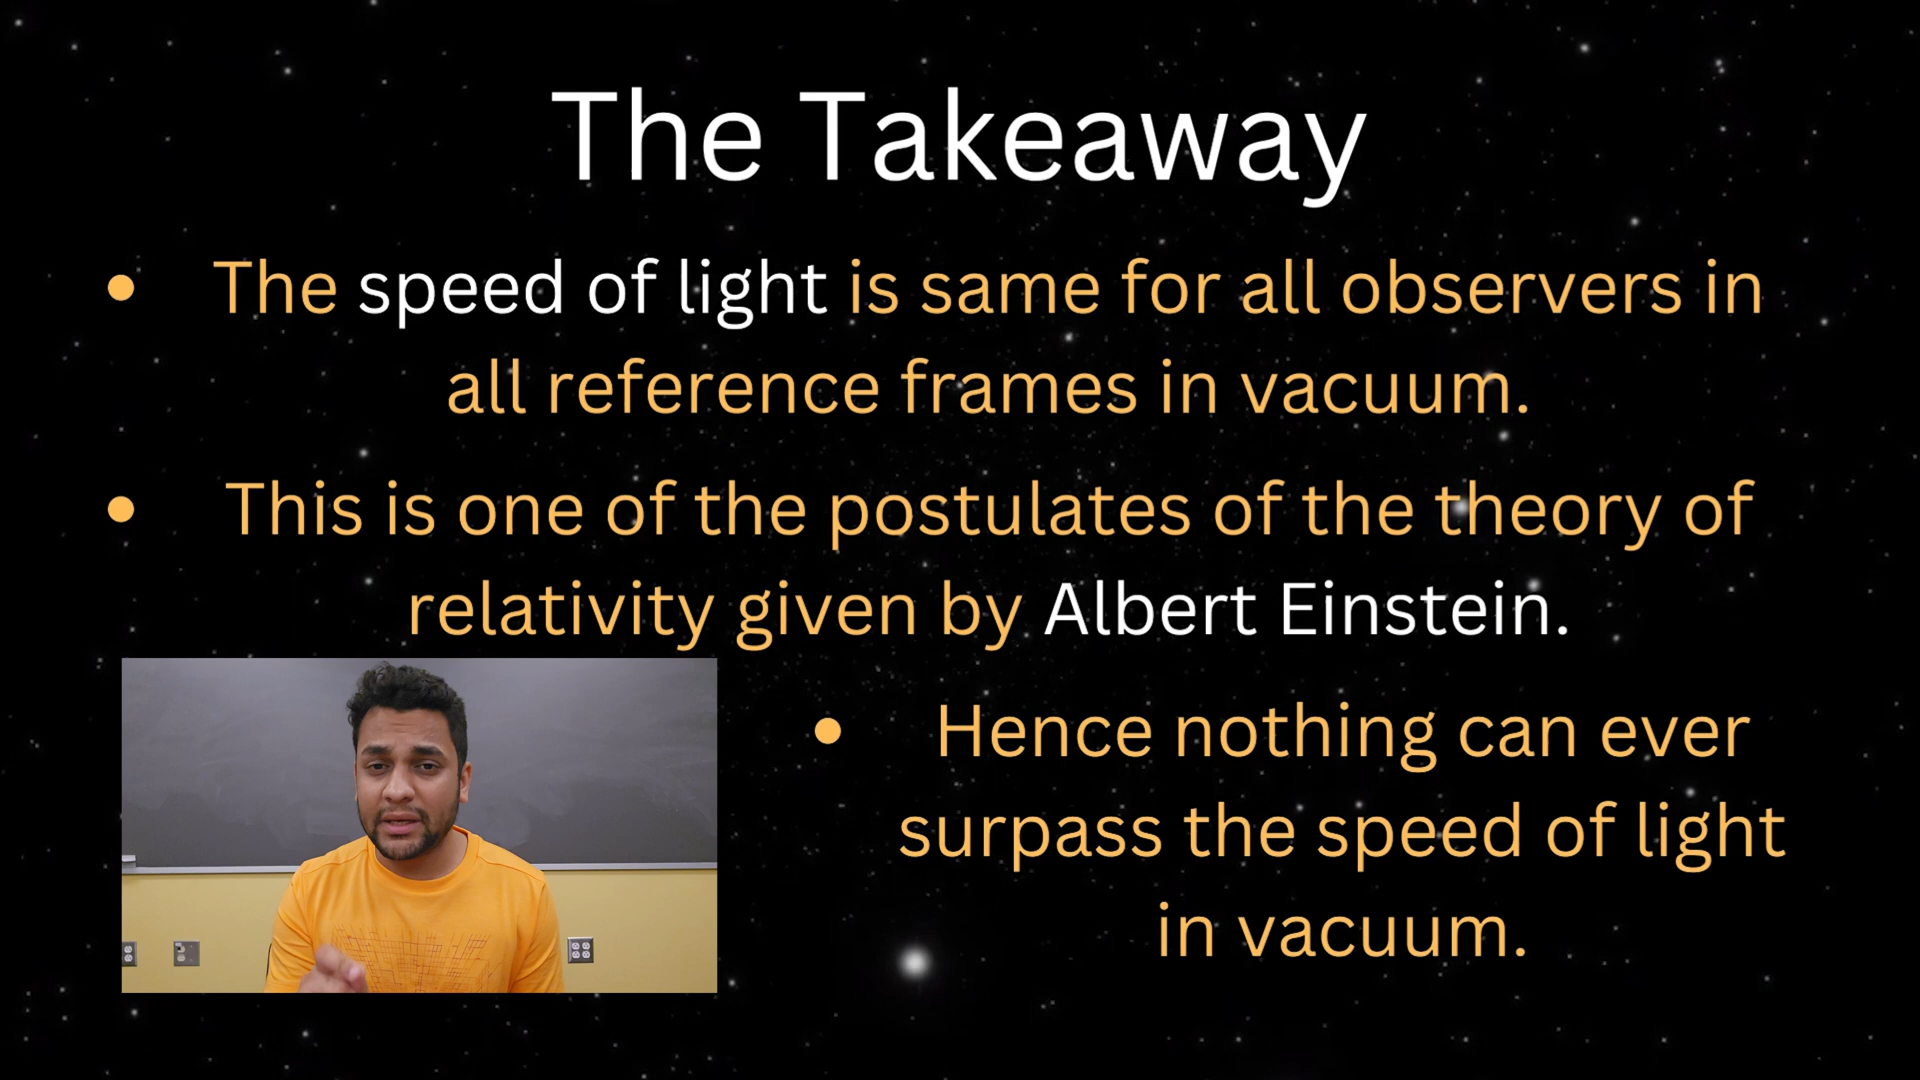 The Takeaway
The speed of light is same for all observers in
all reference frames in vacuum.
This is one of the postulates of the theory of
relativity given by Albert Einstein.
Hence nothing can ever
surpass the speed of light
in vacuum.